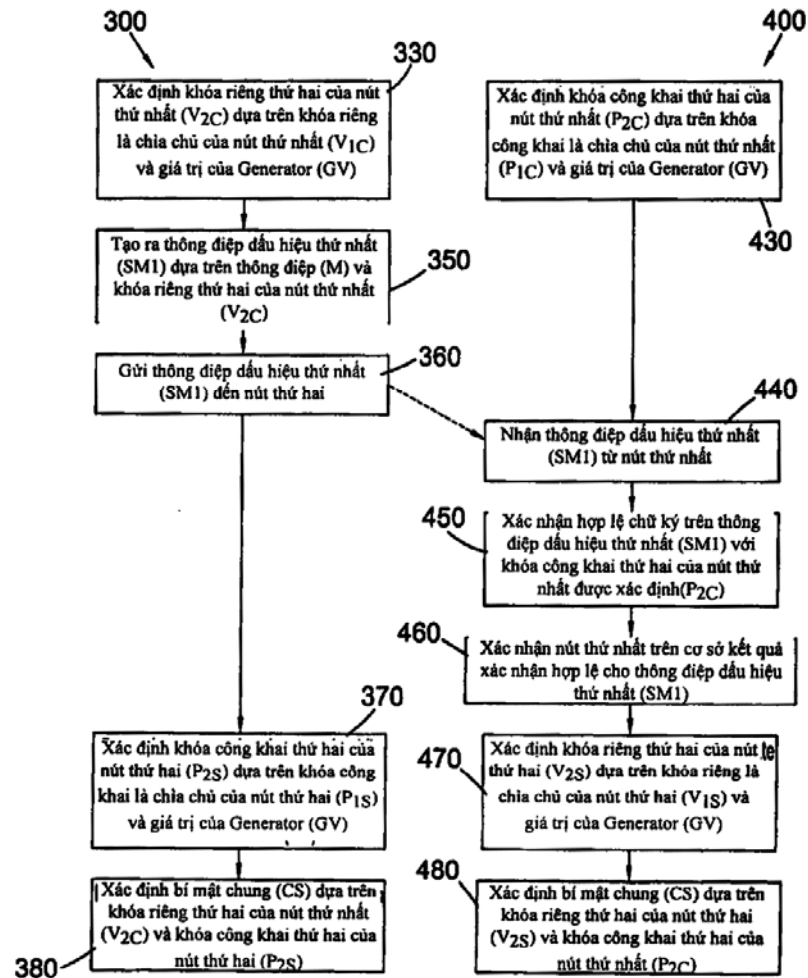 300
330
Xác định khóa riêng thứ hai của nút
thứ nhất (V2C) dựa trên khóa riêng
là chìa chủ của nút thứ nhất (V1C)
và giá trị của Generator (GV)
350
Tạo ra thông điệp dấu hiệu thứ nhất
(SM1) dựa trên thông điệp (M) và
khóa riêng thứ hai của nút thứ nhất
(V2C)
360
Gửi thông điệp dấu hiệu thứ nhất
(SM1) đến nút thứ hai
370
Xác định khóa công khai thứ hai của
nút thứ hai (P2S) dựa trên khóa công
khai là chìa chủ của nút thứ hai (P1S)
và giá trị của Generator (GV)
380
Xác định bí mật chung (CS) dựa trên
khóa riêng thứ hai của nút thứ nhất
(V2C) và khóa công khai thứ hai của
nút thứ hai (P2S)
400
Xác định khóa công khai thứ hai của
nút thứ nhất (P2C) dựa trên khóa
công khai là chìa chủ của nút thứ nhất
(P1C) và giá trị của Generator (GV)
430
440
Nhận thông điệp dấu hiệu thứ nhất
(SM1) từ nút thứ nhất
450
Xác nhận hợp lệ chữ ký trên thông
điệp dấu hiệu thứ nhất (SM1) với
khóa công khai thứ hai của nút thứ
nhất được xác định(P2C)
460
Xác nhận nút thứ nhất trên cơ sở kết quả
xác nhận hợp lệ cho thông điệp dấu hiệu
thứ nhất (SM1)
470
Xác định khóa riêng thứ hai của nút
thứ hai (V2S) dựa trên khóa riêng là
chìa chủ của nút thứ hai (V1S) và
giá trị của Generator (GV)
480
Xác định bí mật chung (CS) dựa trên
khóa riêng thứ hai của nút thứ hai
(V2S) và khóa công khai thứ hai của
nút thứ nhất (P2C)